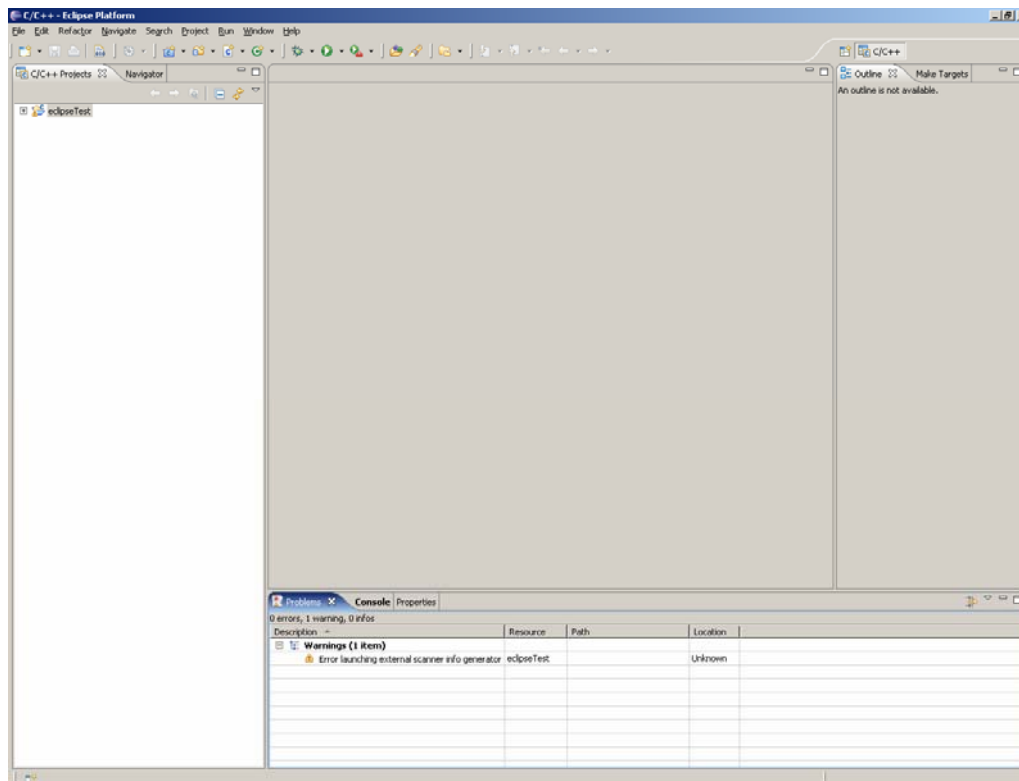 C/C++ - Eclipse Platform
File Edit Refactor Navigate Search Project Run Window Help
C/C++
C/C++ Projects Navigator
Outline Make Targets
An outline is not available.
eclipseTest
Problems Console Properties
0 errors, 1 warning, 0 infos
Description Resource Path Location
Warnings (1 item)
Error launching external scanner info generator eclipseTest Unknown